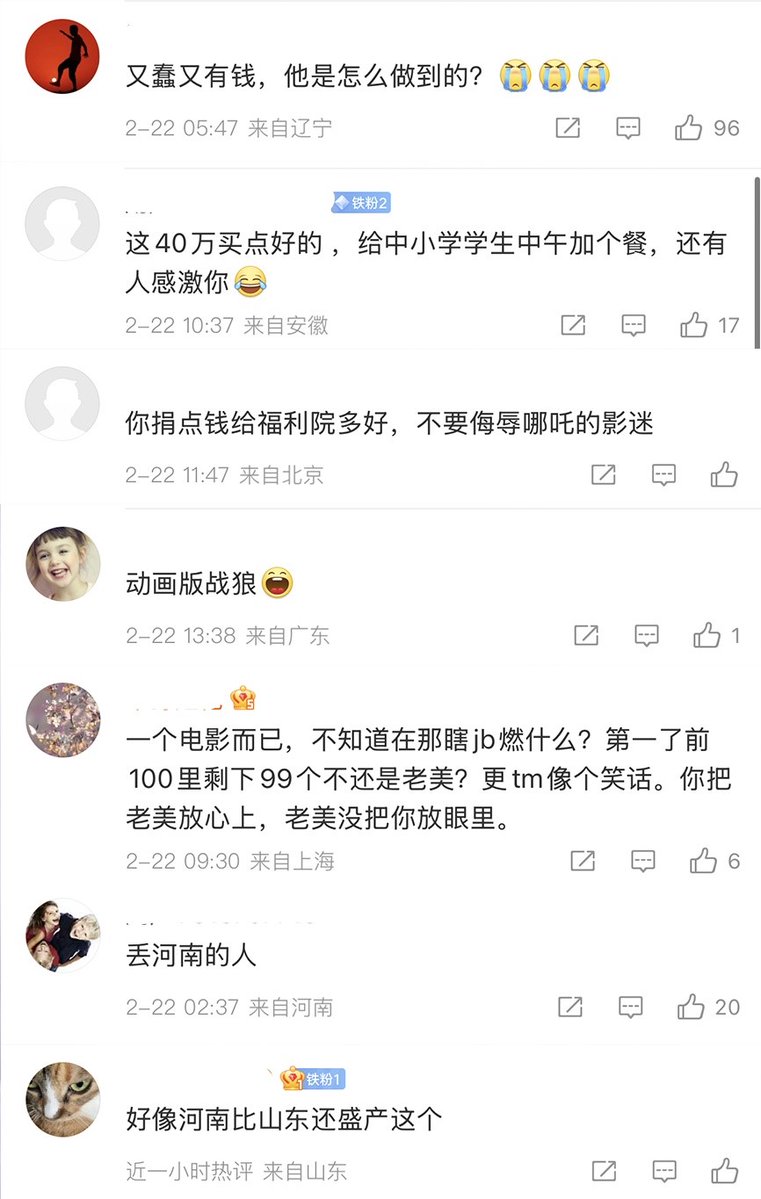 又蠢又有钱，他是怎么做到的？😭😭😭
2-22 05:47 来自辽宁
96
铁粉2
这40万买点好的 ，给中小学学生中午加个餐，还有
人感激你😂
2-22 10:37 来自安徽
17
你捐点钱给福利院多好，不要侮辱哪吒的影迷
2-22 11:47 来自北京
动画版战狼😄
2-22 13:38 来自广东
1
5
一个电影而已，不知道在那瞎jb燃什么？第一了前
100里剩下99个不还是老美？更tm像个笑话。你把
老美放心上，老美没把你放眼里。
2-22 09:30 来自上海
6
丢河南的人
2-22 02:37 来自河南
20
1
铁粉1
好像河南比山东还盛产这个
近一小时热评 来自山东